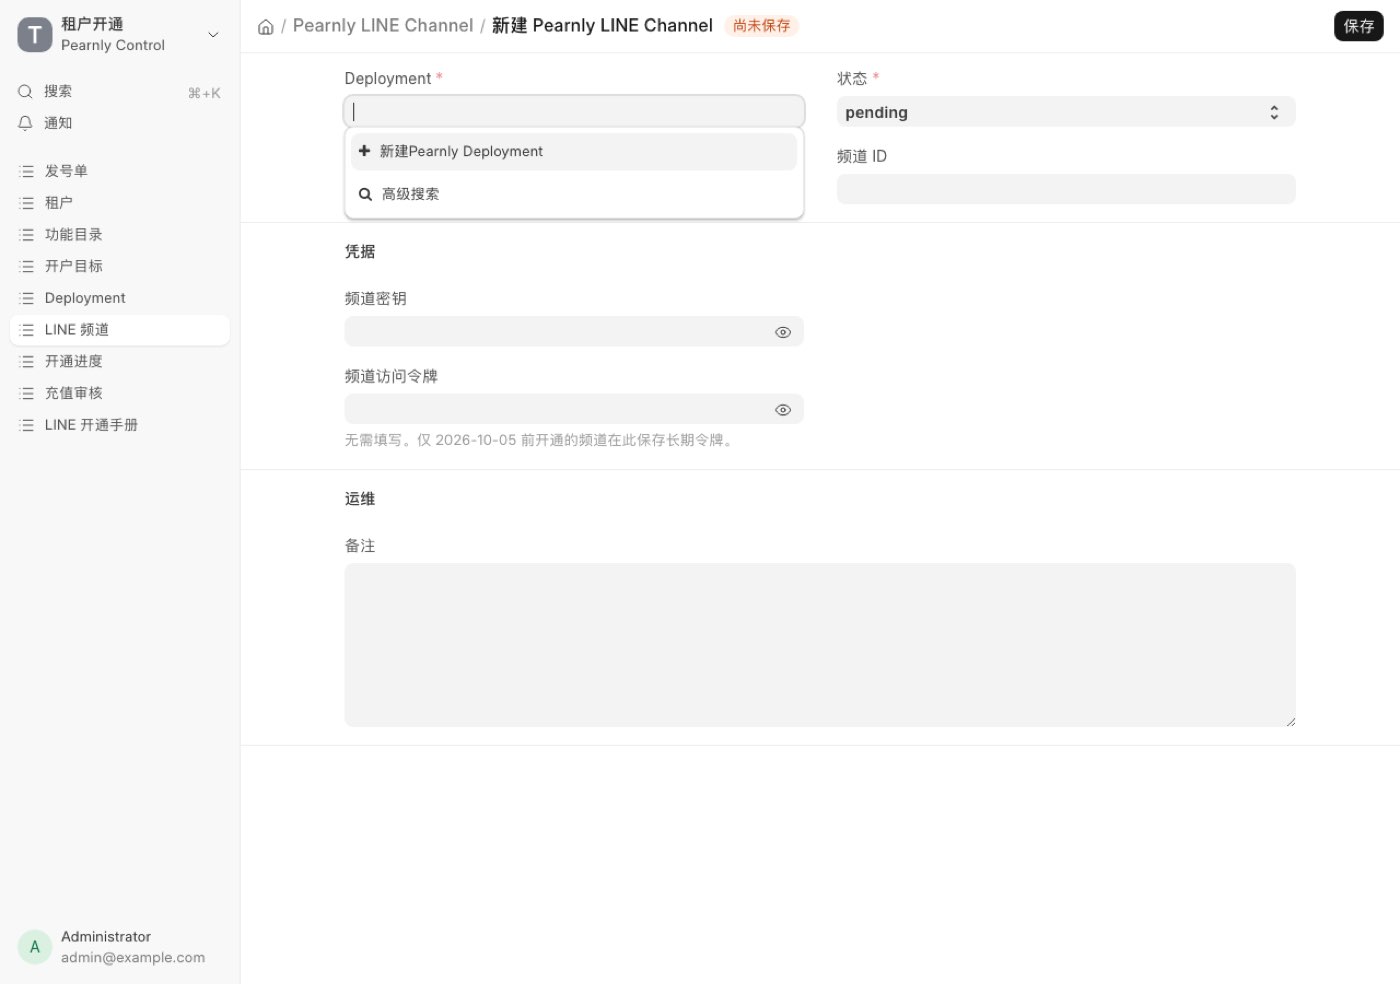 T
租户开通
Pearnly Control
搜索
⌘+K
通知
发号单
租户
功能目录
开户目标
Deployment
LINE 频道
开通进度
充值审核
LINE 开通手册
A
Administrator
admin@example.com
/ Pearnly LINE Channel / 新建 Pearnly LINE Channel 尚未保存
保存
Deployment *
新建Pearnly Deployment
高级搜索
状态 *
pending
频道 ID
凭据
频道密钥
频道访问令牌
无需填写。仅 2026-10-05 前开通的频道在此保存长期令牌。
运维
备注